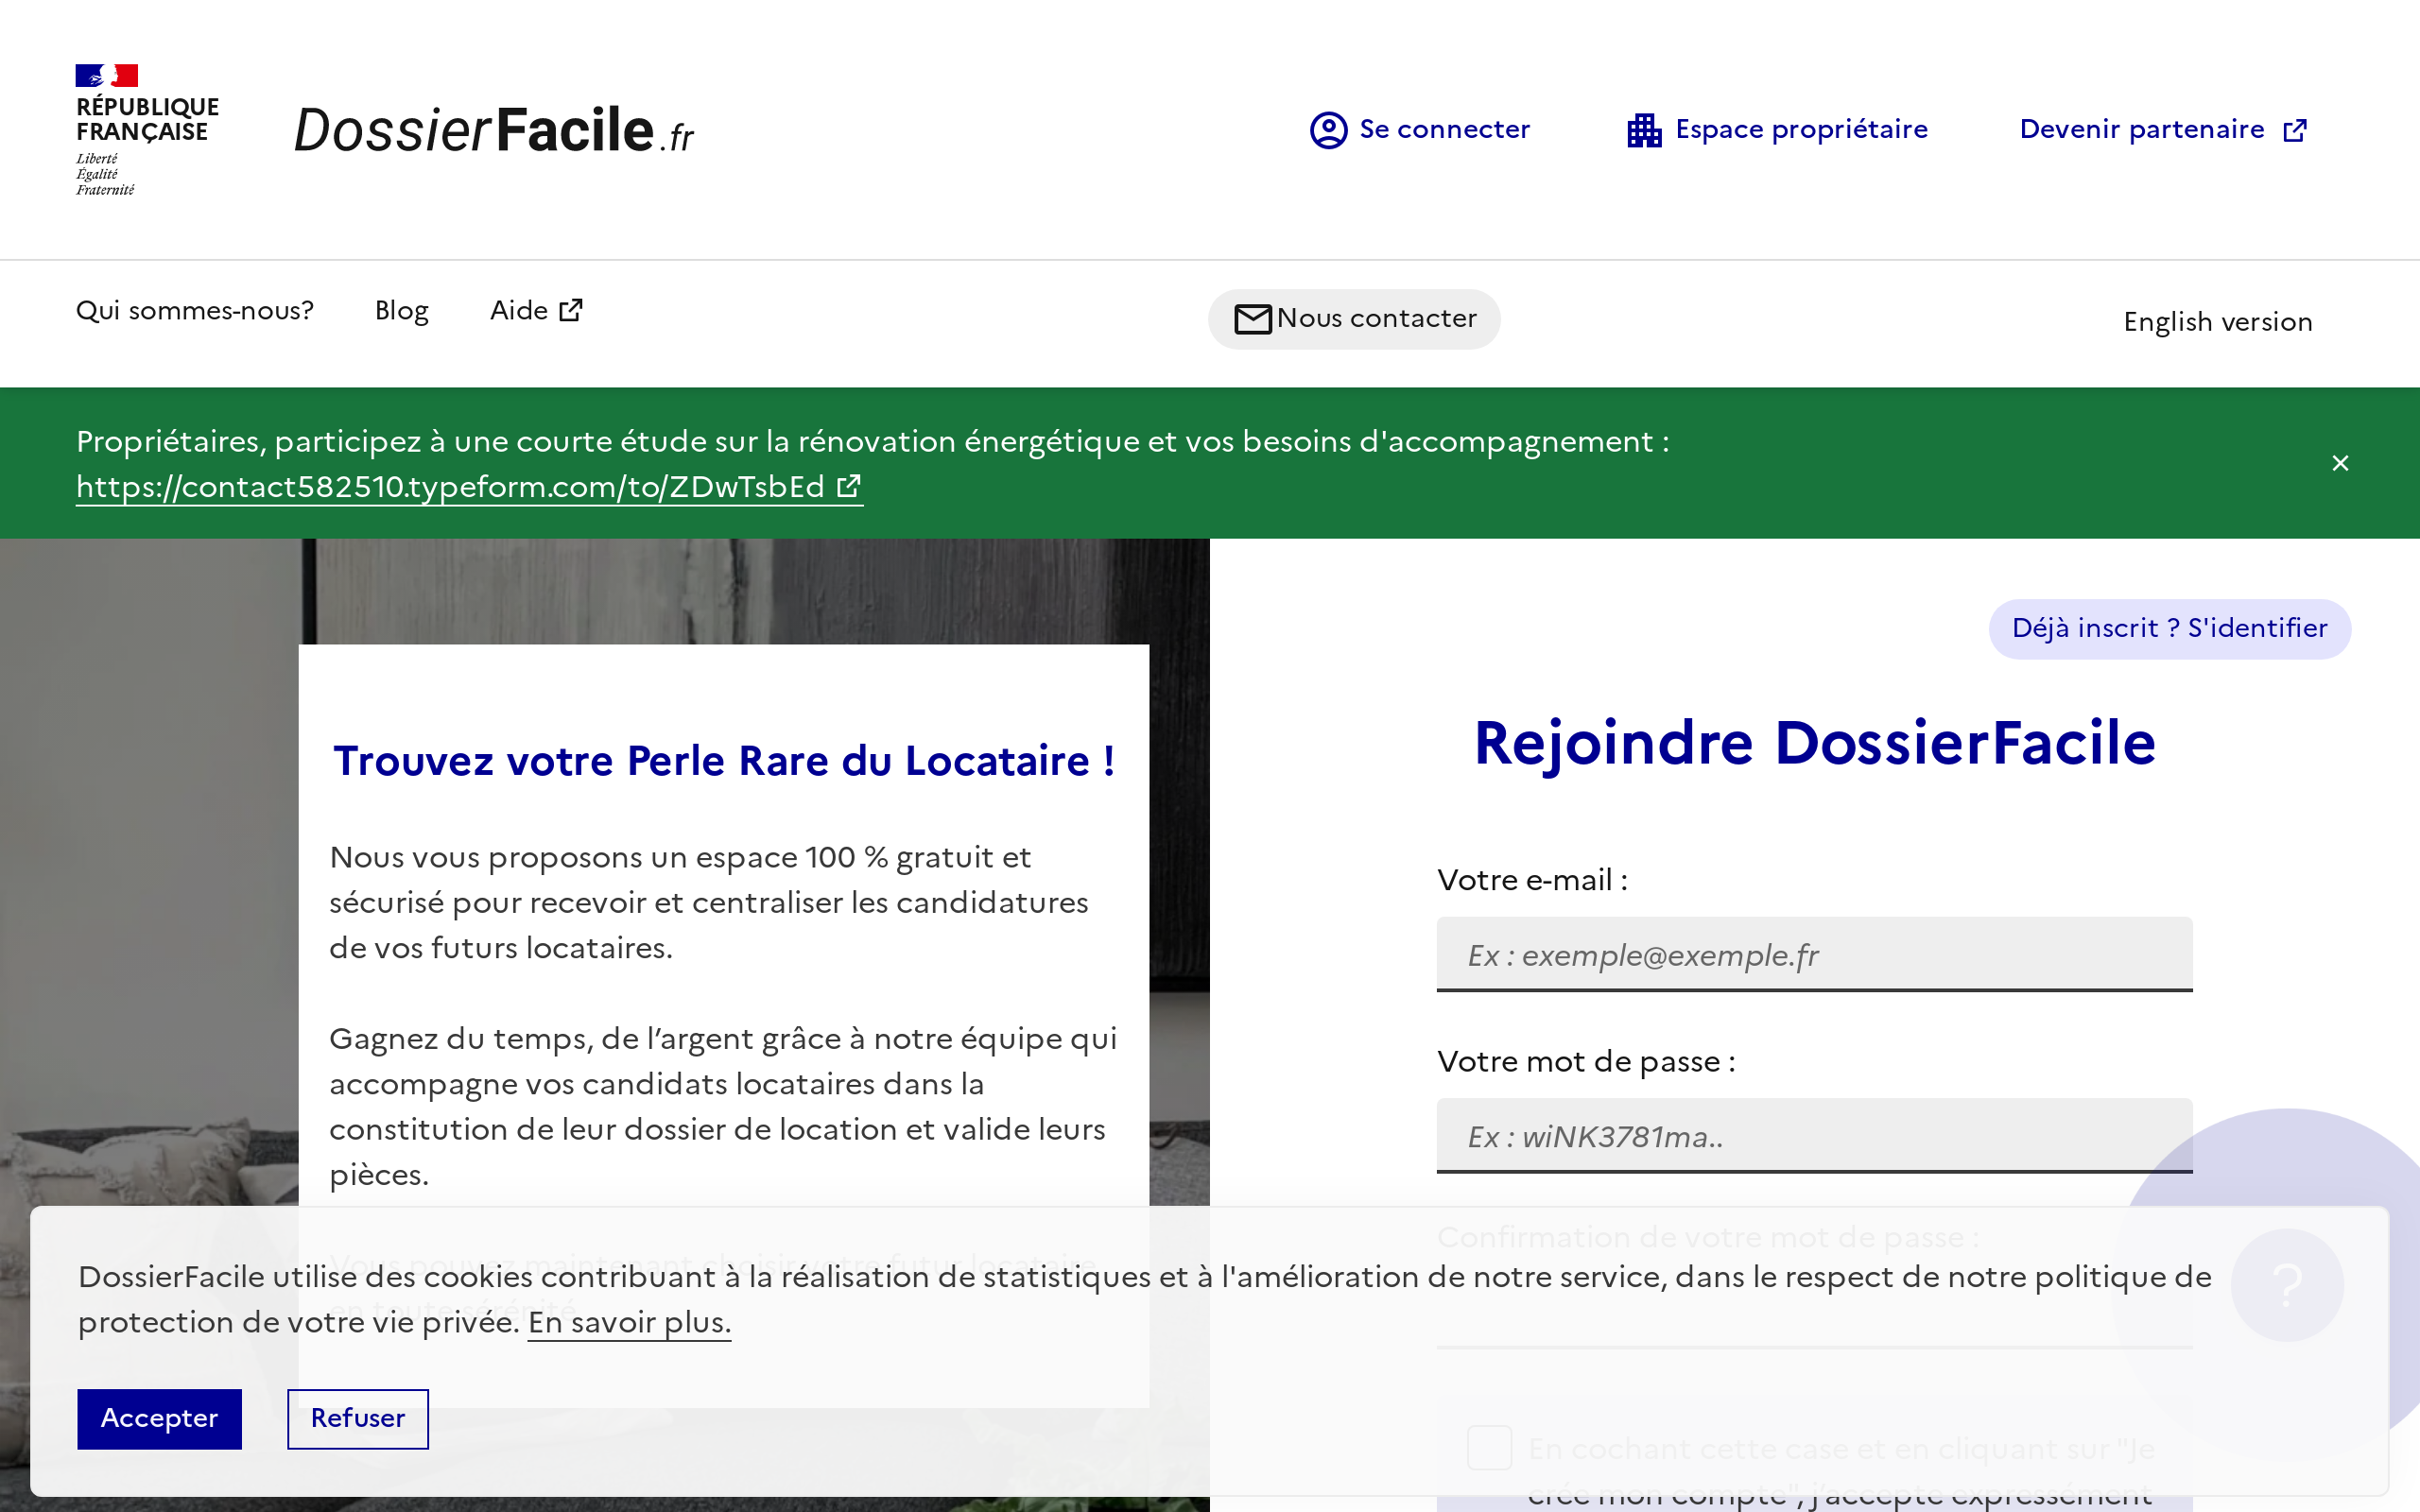 RÉPUBLIQUE
FRANÇAISE
Liberté
Égalité
Fraternité
DossierFacile.fr
Se connecter
Espace propriétaire
Devenir partenaire
Qui sommes-nous?
Blog
Aide
Nous contacter
English version
Propriétaires, participez à une courte étude sur la rénovation énergétique et vos besoins d'accompagnement :
https://contact582510.typeform.com/to/ZDwTsbEd
×
Trouvez votre Perle Rare du Locataire !
Nous vous proposons un espace 100 % gratuit et
sécurisé pour recevoir et centraliser les candidatures
de vos futurs locataires.
Gagnez du temps, de l’argent grâce à notre équipe qui
accompagne vos candidats locataires dans la
constitution de leur dossier de location et valide leurs
pièces.
Vous pouvez maintenant choisir votre futur locataire
en toute sérénité
Déjà inscrit ? S'identifier
Rejoindre DossierFacile
Votre e-mail :
Ex : exemple@exemple.fr
Votre mot de passe :
Ex : wiNK3781ma..
Confirmation de votre mot de passe :
?
En cochant cette case et en cliquant sur "Je
crée mon compte", j’accepte expressément
DossierFacile utilise des cookies contribuant à la réalisation de statistiques et à l'amélioration de notre service, dans le respect de notre politique de
protection de votre vie privée. En savoir plus.
Accepter
Refuser